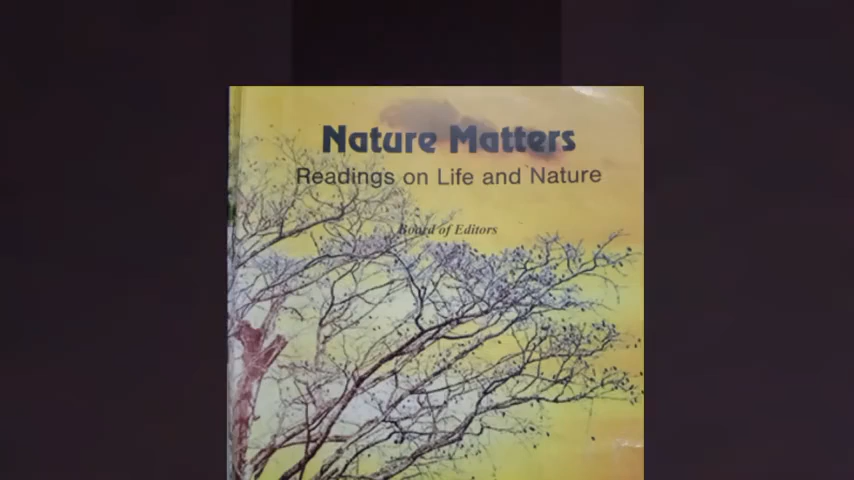 Nature Matters
Readings on Life and Nature
Board of Editors